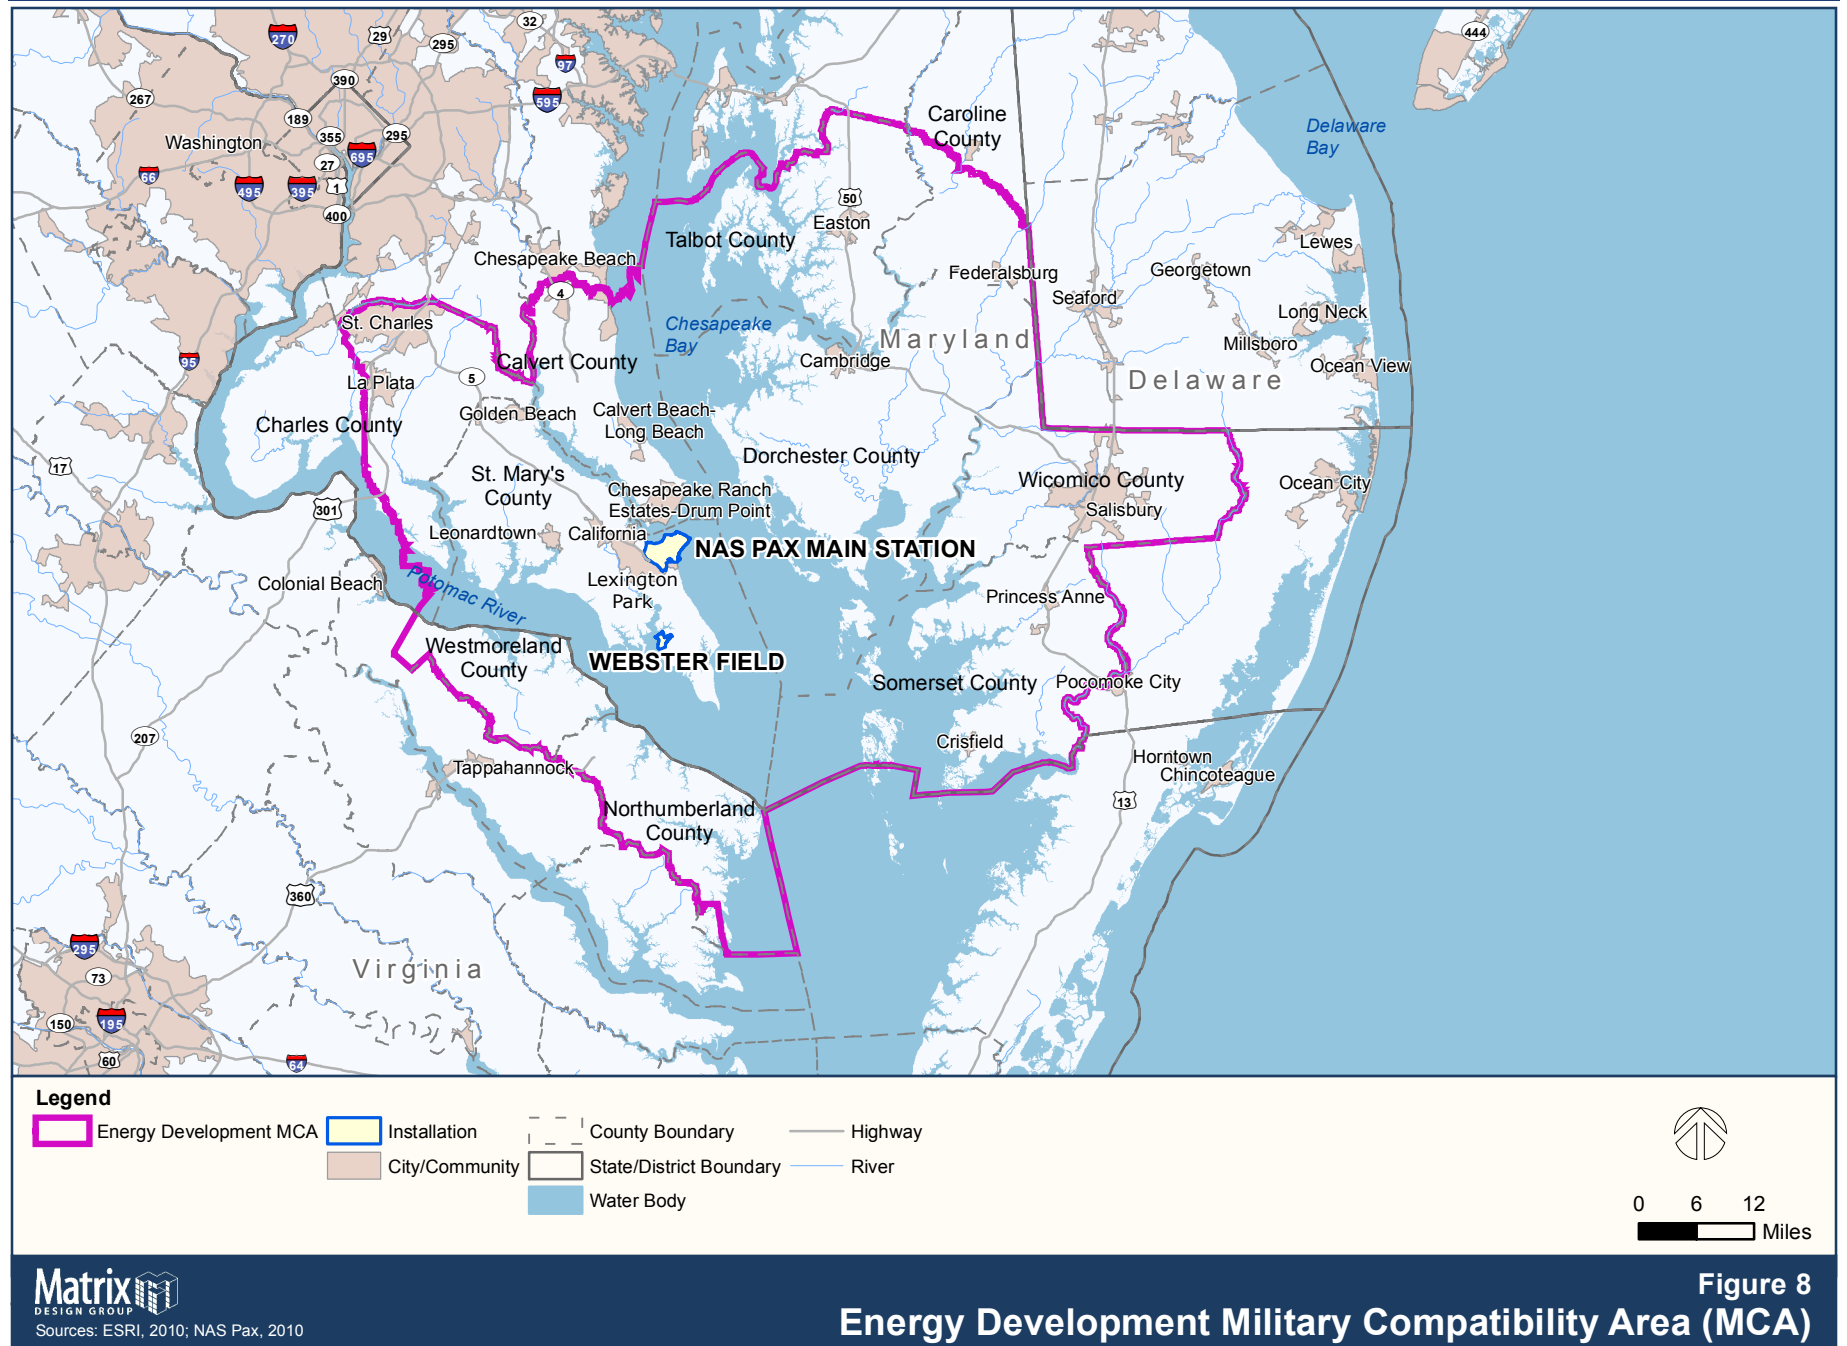 32
444
270
29
295
97
390
267
595
Caroline
County
189
Delaware
Bay
355
295
Washington
695
27
66
495
395
1
50
400
Easton
Talbot County
Lewes
Chesapeake Beach
Federalsburg
Georgetown
4
Seaford
Long Neck
St. Charles
Chesapeake
Bay
Maryland
Millsboro
95
Calvert County
Cambridge
Ocean View
5
La Plata
Delaware
Golden Beach
Calvert Beach-
Long Beach
Charles County
Dorchester County
17
St. Mary's
County
Wicomico County
Ocean City
Chesapeake Ranch
Estates-Drum Point
301
Salisbury
Leonardtown
California
NAS PAX MAIN STATION
Colonial Beach
Potomac River
Lexington
Park
Princess Anne
Westmoreland
County
WEBSTER FIELD
Somerset County
Pocomoke City
207
Crisfield
Horntown
Tappahannock
Chincoteague
13
Northumberland
County
360
295
Virginia
73
150
195
60
64
Legend
Energy Development MCA
Installation
County Boundary
Highway
City/Community
State/District Boundary
River
Water Body
0 6 12
Miles
Matrix
DESIGN GROUP
Sources: ESRI, 2010; NAS Pax, 2010
Figure 8
Energy Development Military Compatibility Area (MCA)